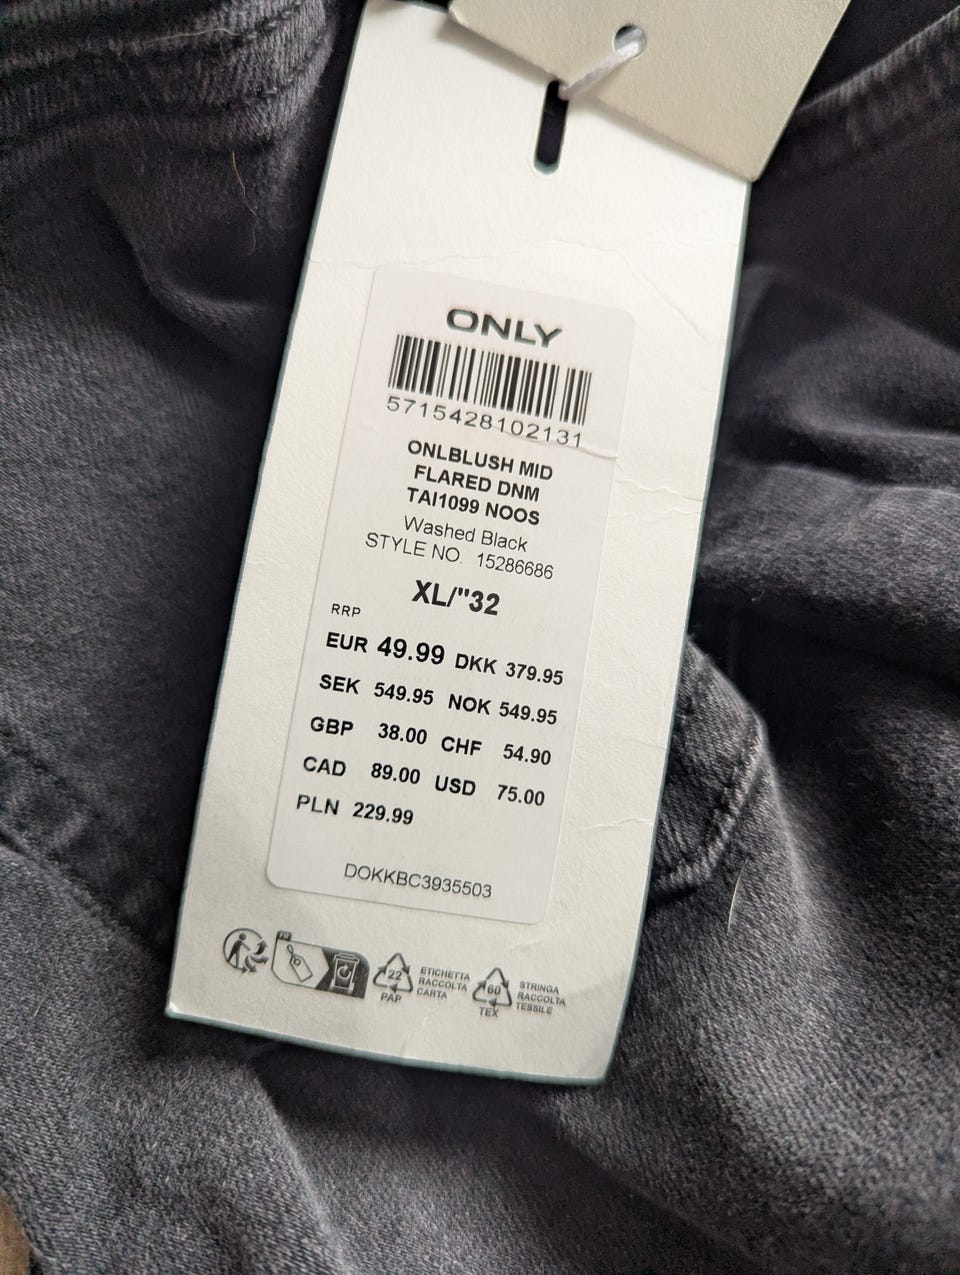 ONLY
5715428102131
ONLBLUSH MID
FLARED DNM
TAI1099 NOOS
Washed Black
STYLE NO. 15286686
XL/"32
RRP
EUR 49.99 DKK 379.95
SEK 549.95 NOK 549.95
GBP 38.00 CHF 54.90
CAD 89.00 USD 75.00
PLN 229.99
DOKKBC3935503
FR
22
PAP
ETICHETTA
RACCOLTA
CARTA
60
TEX
STRINGA
RACCOLTA
TESSILE